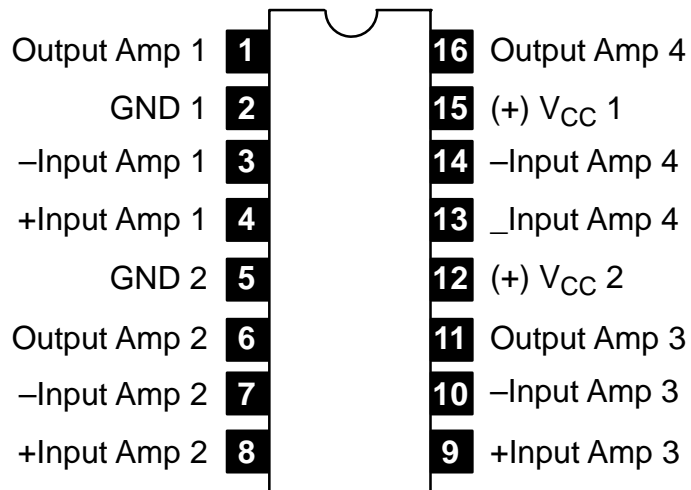 Output Amp 1 1 16 Output Amp 4
GND 1 2 15 (+) VCC 1
–Input Amp 1 3 14 –Input Amp 4
+Input Amp 1 4 13 _Input Amp 4
GND 2 5 12 (+) VCC 2
Output Amp 2 6 11 Output Amp 3
–Input Amp 2 7 10 –Input Amp 3
+Input Amp 2 8 9 +Input Amp 3